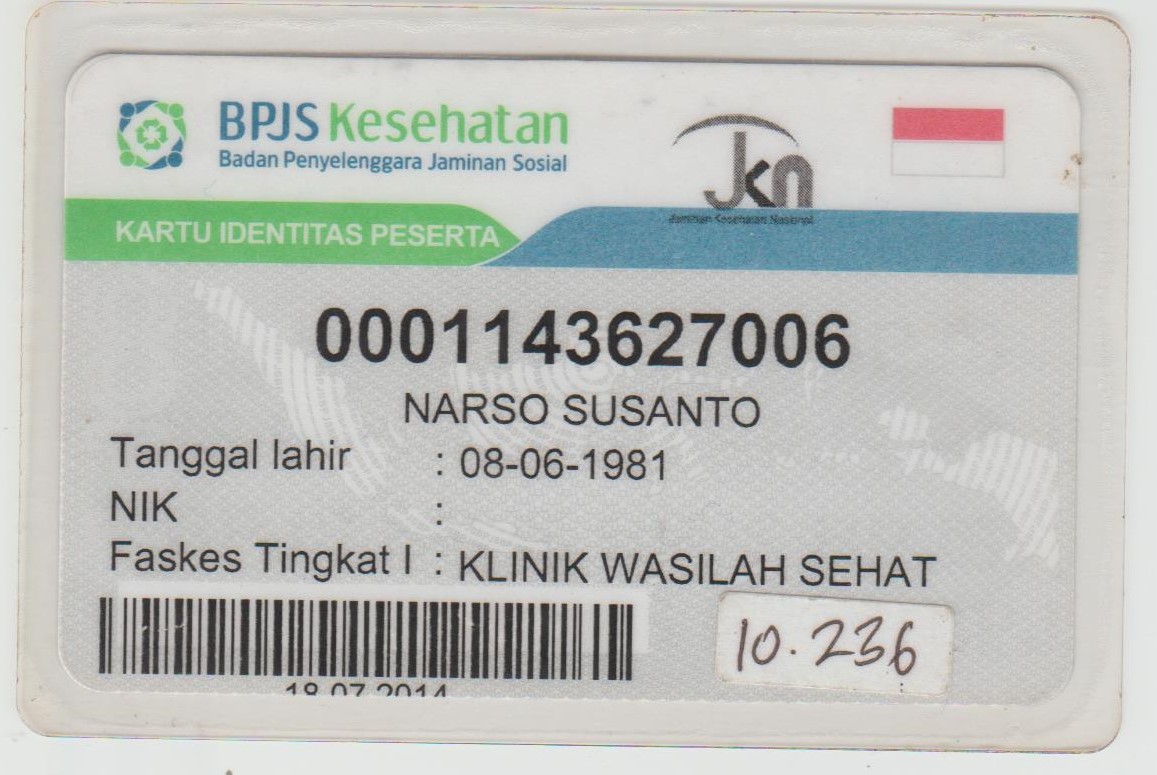 BPJS Kesehatan
Badan Penyelenggara Jaminan Sosial
Jkn
Jaminan Kesehatan Nasional
KARTU IDENTITAS PESERTA
0001143627006
NARSO SUSANTO
Tanggal lahir : 08-06-1981
NIK :
Faskes Tingkat I : KLINIK WASILAH SEHAT
10.236
18.07.2014